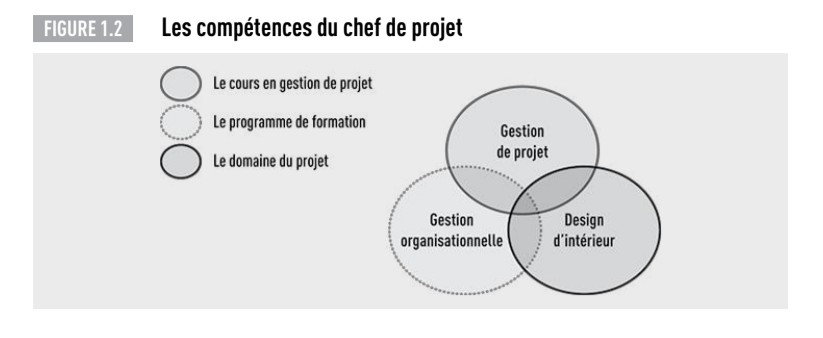 FIGURE 1.2 Les compétences du chef de projet
Le cours en gestion de projet
Le programme de formation
Le domaine du projet
Gestion
de projet
Gestion
organisationnelle
Design
d'intérieur